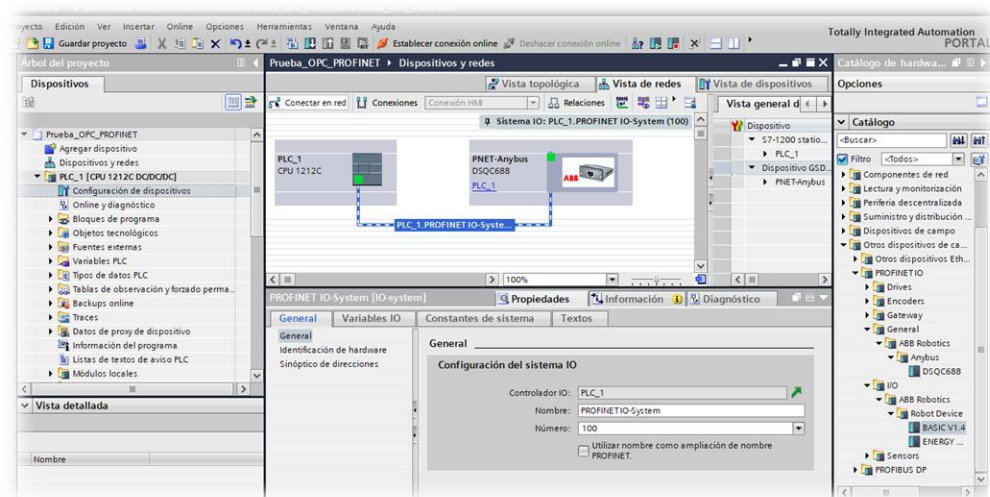 Proyecto Edición Ver Insertar Online Opciones Herramientas Ventana Ayuda
Guardar proyecto
Establecer conexión online
Deshacer conexión online
Totally Integrated Automation
PORTAL
Árbol del proyecto
Dispositivos
Prueba_OPC_PROFINET
Agregar dispositivo
Dispositivos y redes
PLC_1 [CPU 1212C DC/DC/DC]
Configuración de dispositivos
Online y diagnóstico
Bloques de programa
Objetos tecnológicos
Fuentes externas
Variables PLC
Tipos de datos PLC
Tablas de observación y forzado perma...
Backups online
Traces
Datos de proxy de dispositivo
Información del programa
Listas de textos de aviso PLC
Módulos locales
Vista detallada
Nombre
Prueba_OPC_PROFINET Dispositivos y redes
Vista topológica Vista de redes Vista de dispositivos
Conectar en red Conexiones Conexión HMI Relaciones
Sistema IO: PLC_1.PROFINET IO-System (100)
PLC_1
CPU 1212C
PNET-Anybus
DSQC688
PLC_1
ABB
PLC_1.PROFINET IO-Syste...
100%
Vista general d
Dispositivo
S7-1200 statio...
PLC_1
Dispositivo GSD...
PNET-Anybus
PROFINET IO-System [IO-system]
Propiedades Información Diagnóstico
General Variables IO Constantes de sistema Textos
General
Identificación de hardware
Sinóptico de direcciones
General
Configuración del sistema IO
Controlador IO: PLC_1
Nombre: PROFINET IO-System
Número: 100
Utilizar nombre como ampliación de nombre
PROFINET.
Catálogo de hardwa...
Opciones
Catálogo
<Buscar>
Filtro <Todos>
Componentes de red
Lectura y monitorización
Periferia descentralizada
Suministro y distribución ...
Dispositivos de campo
Otros dispositivos de ca...
Otros dispositivos Eth...
PROFINET IO
Drives
Encoders
Gateway
General
ABB Robotics
Anybus
DSQC688
I/O
ABB Robotics
Robot Device
BASIC V1.4
ENERGY ...
Sensors
PROFIBUS DP